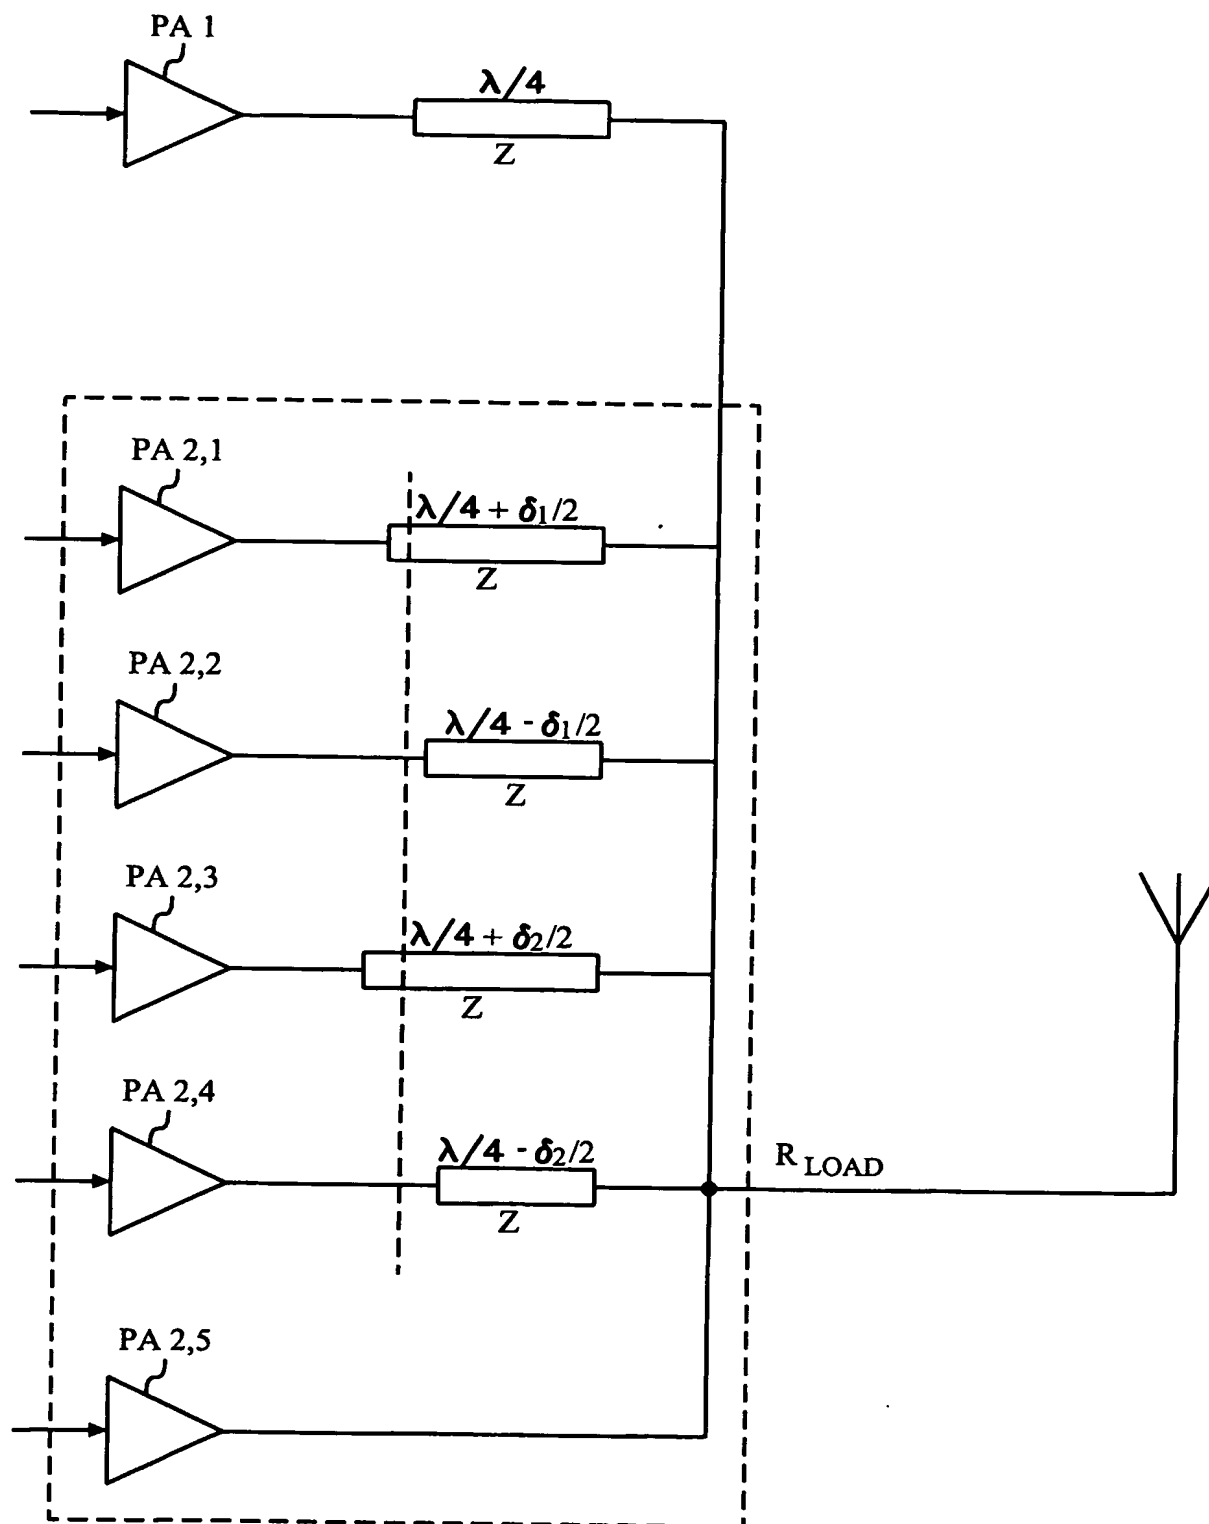 PA 1
λ/4
Z
PA 2,1
λ/4 + δ1/2
Z
PA 2,2
λ/4 - δ1/2
Z
PA 2,3
λ/4 + δ2/2
Z
PA 2,4
λ/4 - δ2/2
Z
R LOAD
PA 2,5